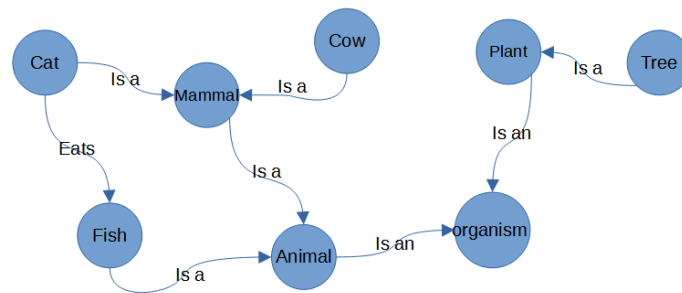 Cow
Plant
Cat
Tree
Is a
Is a
Is a
Mammal
Is an
Eats
Is a
Fish
organism
Is an
Animal
Is a